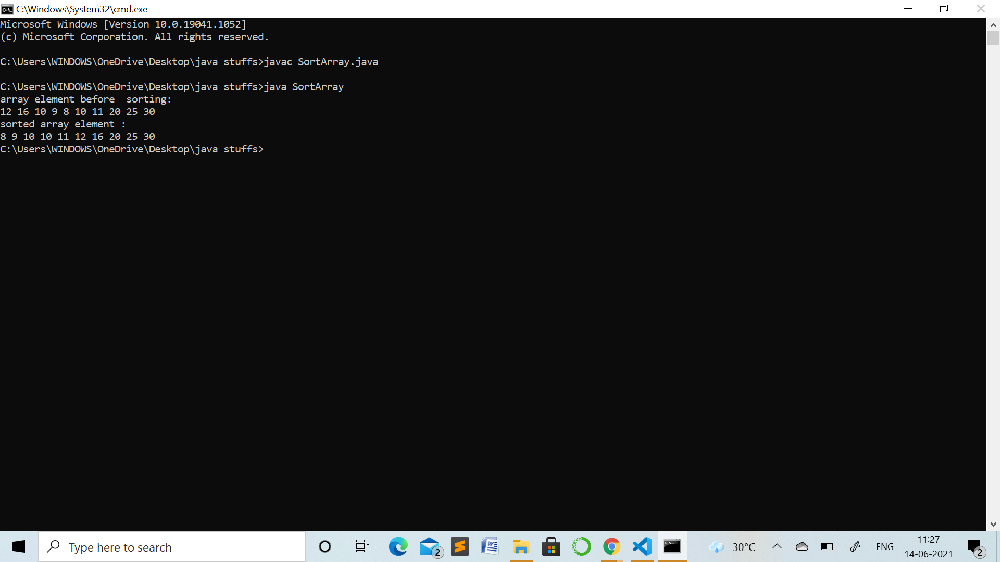 C:\Windows\System32\cmd.exe
Microsoft Windows [Version 10.0.19041.1052]
(c) Microsoft Corporation. All rights reserved.
C:\Users\WINDOWS\OneDrive\Desktop\java stuffs>javac SortArray.java
C:\Users\WINDOWS\OneDrive\Desktop\java stuffs>java SortArray
array element before  sorting:
12 16 10 9 8 10 11 20 25 30
sorted array element :
8 9 10 10 11 12 16 20 25 30
C:\Users\WINDOWS\OneDrive\Desktop\java stuffs>
Type here to search
2
30°C
ENG
11:27
14-06-2021
2